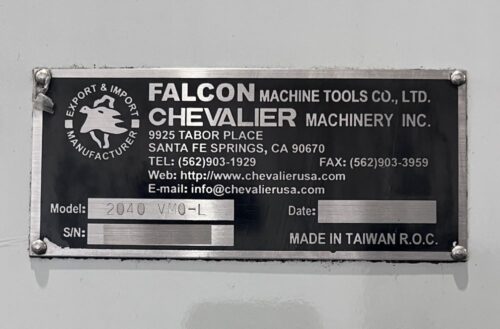 EXPORT & IMPORT
MANUFACTURER
FALCON MACHINE TOOLS CO., LTD.
CHEVALIER MACHINERY INC.
9925 TABOR PLACE
SANTA FE SPRINGS, CA 90670
TEL: (562)903-1929 FAX: (562)903-3959
Web: http://www.chevalierusa.com
E-mail: info@chevalierusa.com
Model: 2040 VMQ-L Date:
S/N:
MADE IN TAIWAN R.O.C.